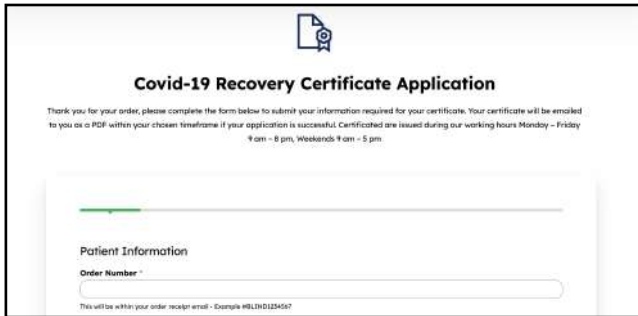 Covid-19 Recovery Certificate Application
Thank you for your order, please complete the form below to submit your information required for your certificate. Your certificate will be emailed
to you as a PDF within your chosen timeframe if your application is successful. Certificated are issued during our working hours Monday - Friday
9 am - 8 pm, Weekends 9 am - 5 pm
Patient Information
Order Number *
This will be within your order receipt email - Example #BLIND1234567